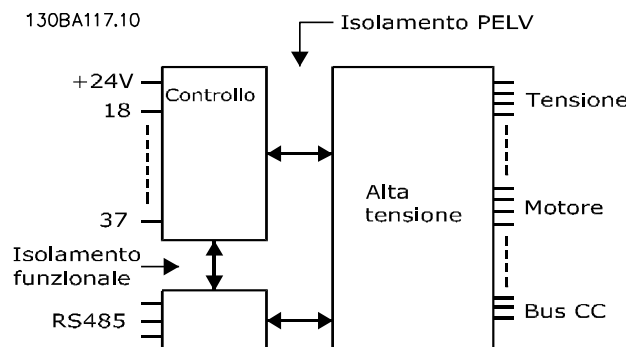 130BA117.10
Isolamento PELV
+24V
Controllo
18
Tensione
Alta
tensione
37
Motore
Isolamento
funzionale
RS485
Bus CC